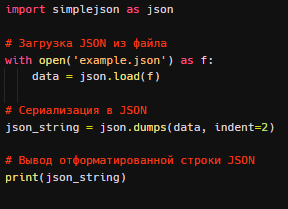 import simplejson as json
# Загрузка JSON из файла
with open('example.json') as f:
    data = json.load(f)
# Сериализация в JSON
json_string = json.dumps(data, indent=2)
# Вывод отформатированной строки JSON
print(json_string)